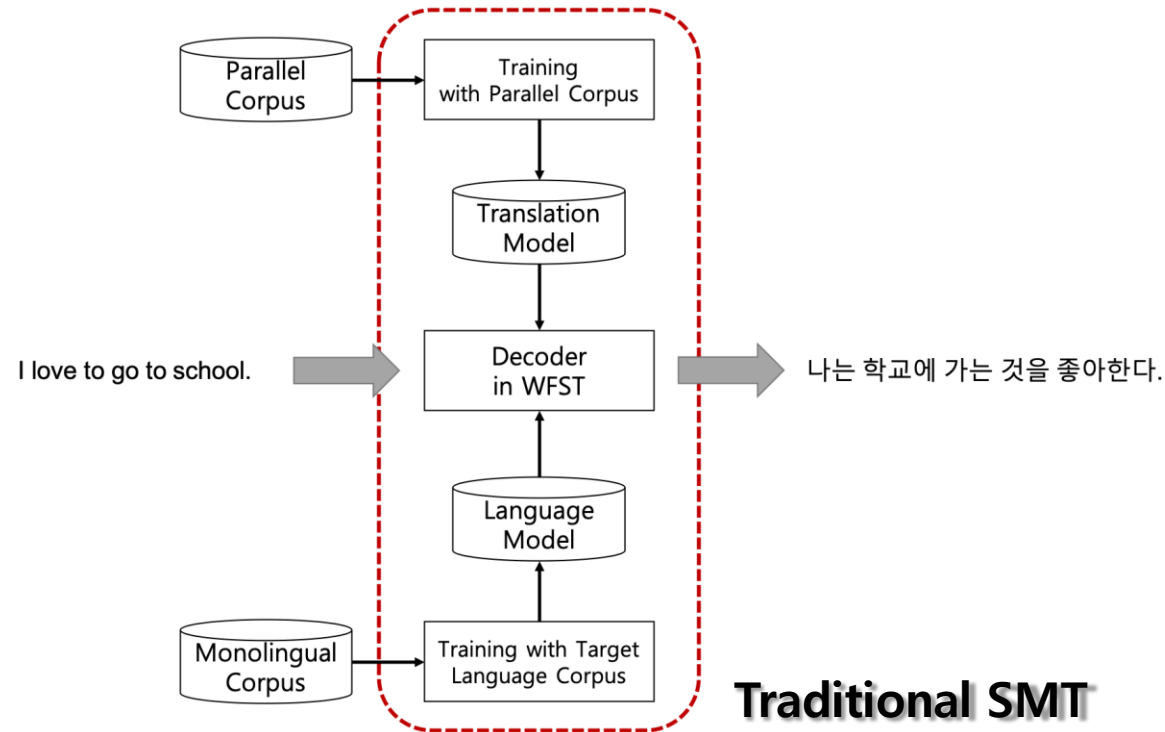 Parallel
Corpus
Training
with Parallel Corpus
Translation
Model
I love to go to school.
Decoder
in WFST
나는 학교에 가는 것을 좋아한다.
Language
Model
Monolingual
Corpus
Training with Target
Language Corpus
Traditional SMT